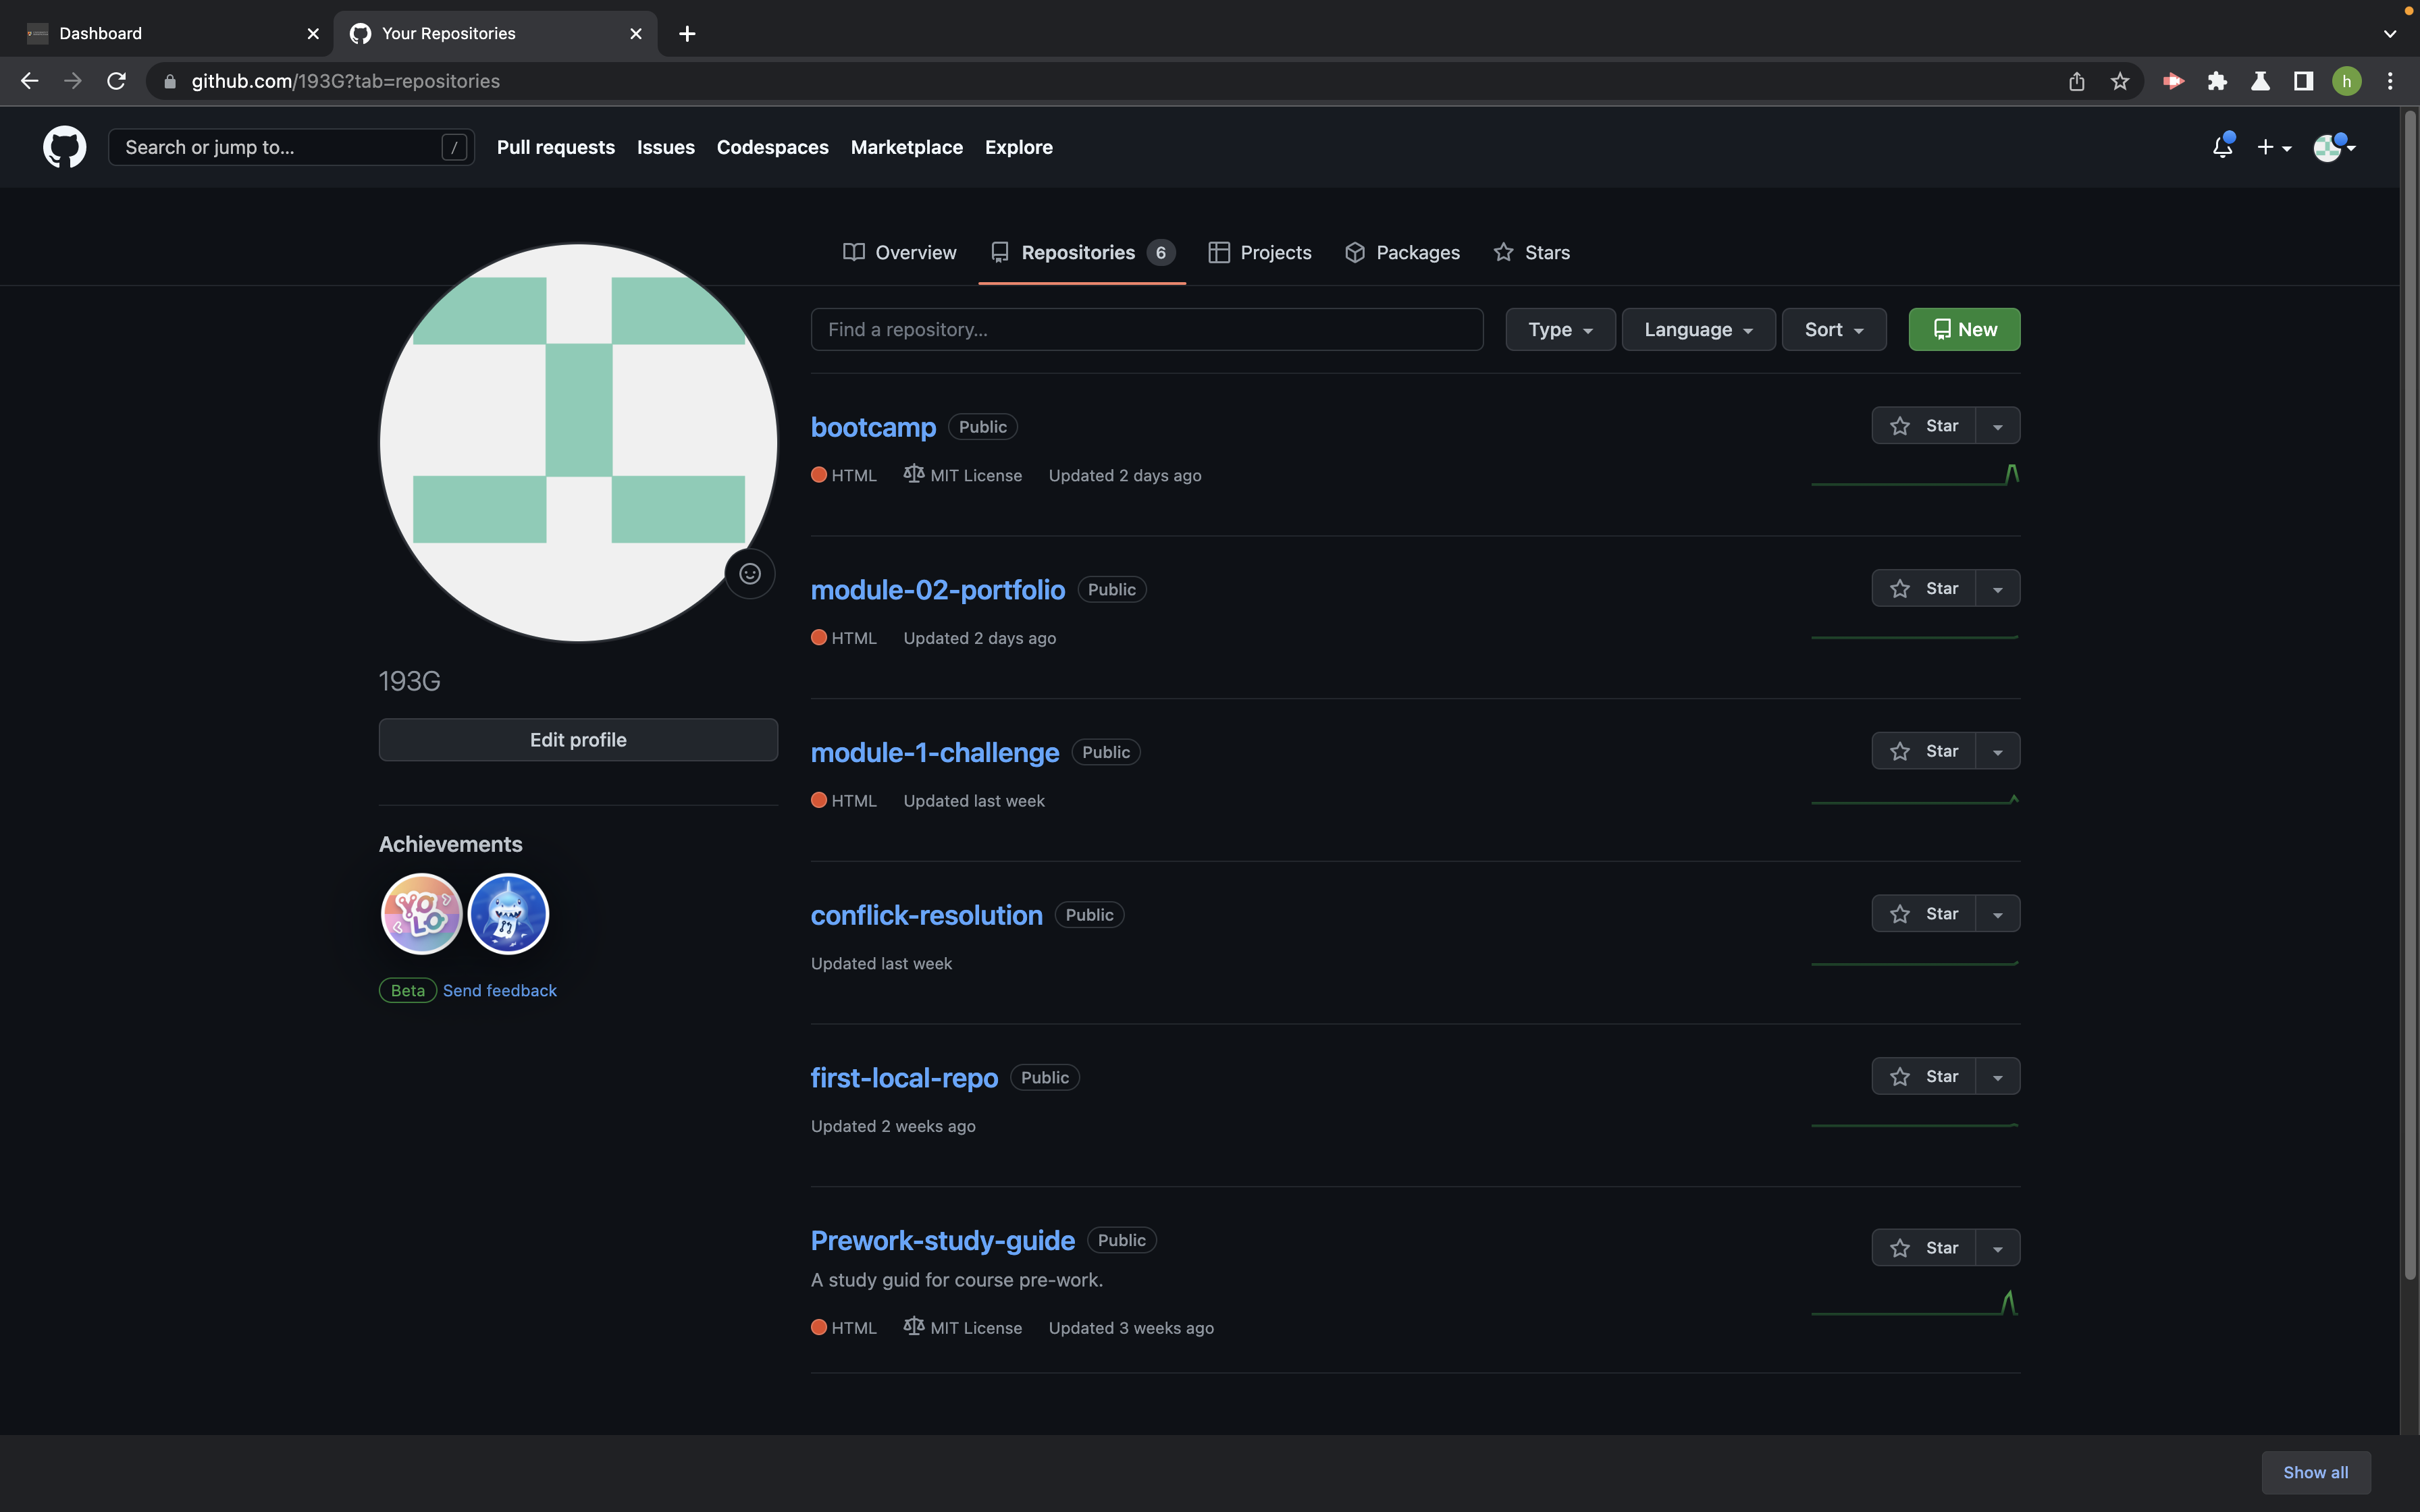 Dashboard
Your Repositories
github.com/193G?tab=repositories
h
Search or jump to...
/
Pull requests
Issues
Codespaces
Marketplace
Explore
Overview
Repositories 6
Projects
Packages
Stars
Find a repository...
Type
Language
Sort
New
bootcamp Public
Star
HTML MIT License Updated 2 days ago
module-02-portfolio Public
Star
HTML Updated 2 days ago
193G
Edit profile
module-1-challenge Public
Star
HTML Updated last week
Achievements
YOLO
Beta Send feedback
conflick-resolution Public
Star
Updated last week
first-local-repo Public
Star
Updated 2 weeks ago
Prework-study-guide Public
Star
A study guid for course pre-work.
HTML MIT License Updated 3 weeks ago
Show all